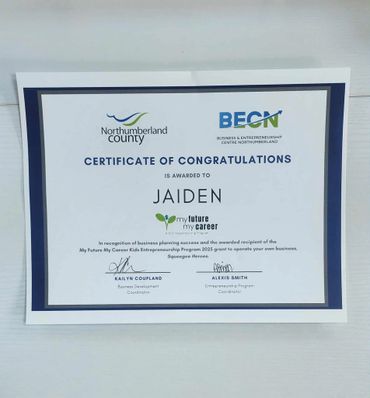 Northumberland
county
BECN
BUSINESS & ENTREPRENEURSHIP
CENTRE NORTHUMBERLAND
CERTIFICATE OF CONGRATULATIONS
IS AWARDED TO
JAIDEN
my future
my career
In recognition of business planning success and the awarded recipient of the
My Future My Career Kids Entrepreneurship Program 2025 grant to operate your own business,
Squeegee Heroes.
KAILYN COUPLAND
Business Development
Coordinator
ALEXIS SMITH
Entrepreneurship Program
Coordinator